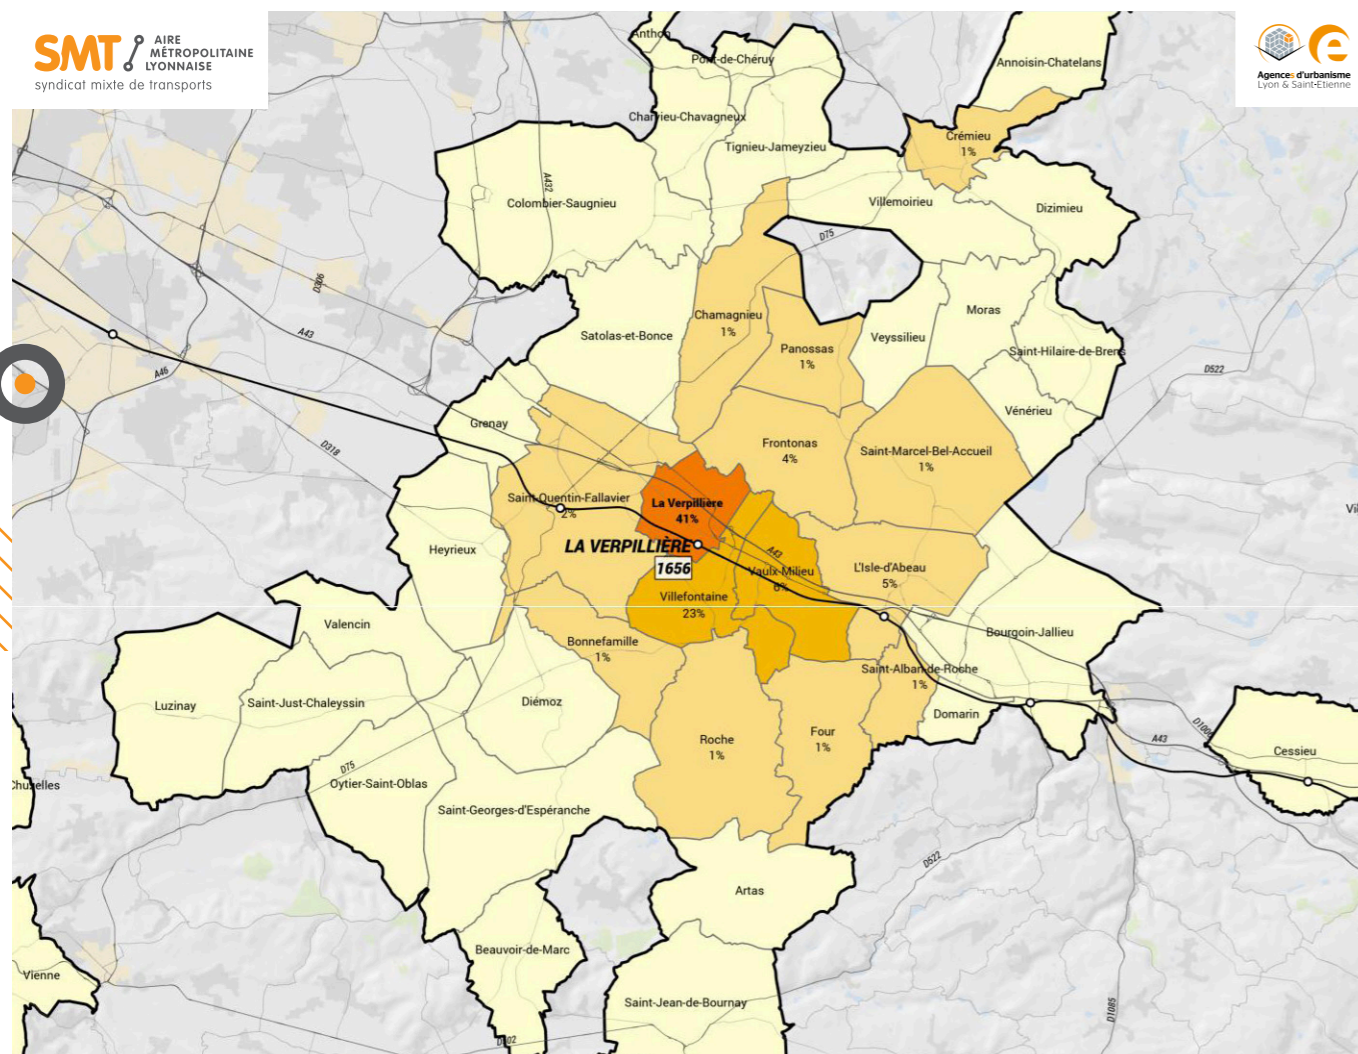 SMT
AIRE
MÉTROPOLITAINE
LYONNAISE
syndicat mixte de transports
Agences d'urbanisme
Lyon & Saint-Etienne
Anthon
Pont-de-Chéruy
Annoisin-Chatelans
Charvieu-Chavagneux
Tignieu-Jameyzieu
Crémieu
1%
A432
Colombier-Saugnieu
Villemoirieu
Dizimieu
D75
D306
A43
A46
D318
Satolas-et-Bonce
Chamagnieu
1%
Panossas
1%
Veyssilieu
Moras
Saint-Hilaire-de-Brens
D522
Vénérieu
Grenay
Frontonas
4%
Saint-Marcel-Bel-Accueil
1%
Saint-Quentin-Fallavier
2%
La Verpillière
41%
LA VERPILLIÈRE
1656
Heyrieux
A43
Vaulx-Milieu
6%
L'Isle-d'Abeau
5%
Villefontaine
23%
Valencin
Bonnefamille
1%
Bourgoin-Jallieu
Saint-Alban-de-Roche
1%
Luzinay
Saint-Just-Chaleyssin
Diémoz
Domarin
Roche
1%
Four
1%
D1006
A43
Cessieu
D75
Oytier-Saint-Oblas
Saint-Georges-d'Espéranche
D522
Artas
Beauvoir-de-Marc
Vienne
Saint-Jean-de-Bournay
D1085